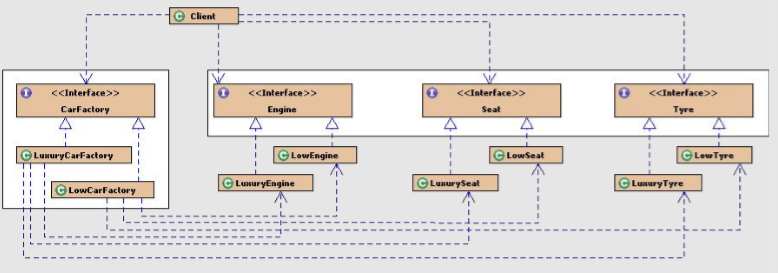 Client
<<Interface>>
CarFactory
<<Interface>>
Engine
<<Interface>>
Seat
<<Interface>>
Tyre
LuxuryCarFactory
LowEngine
LowSeat
LowTyre
LowCarFactory
LuxuryEngine
LuxurySeat
LuxuryTyre